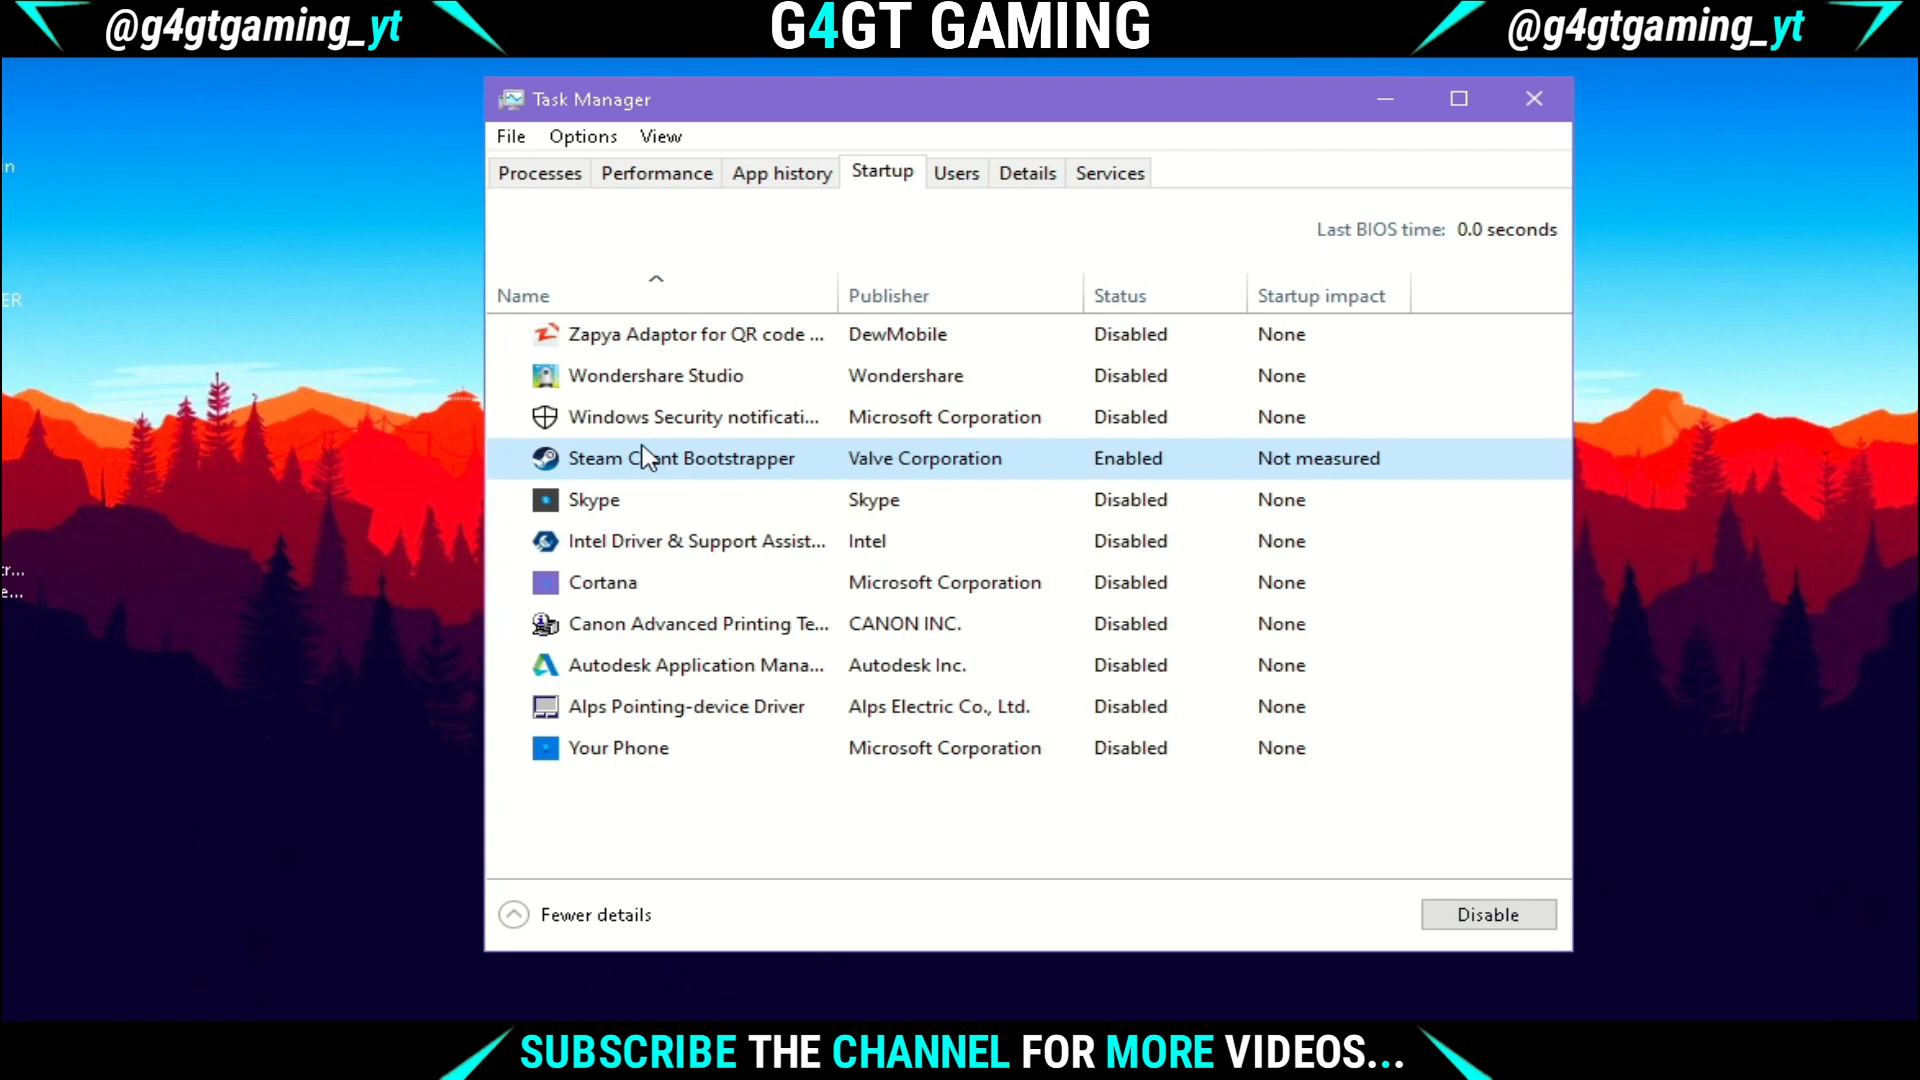 @g4gtgaming_yt
G4GT GAMING
@g4gtgaming_yt
in
ER
Task Manager
File Options View
Processes Performance App history Startup Users Details Services
Last BIOS time: 0.0 seconds
Name Publisher Status Startup impact
Zapya Adaptor for QR code ... DewMobile Disabled None
Wondershare Studio Wondershare Disabled None
Windows Security notificati... Microsoft Corporation Disabled None
Steam Bootstrapper Valve Corporation Enabled Not measured
Skype Skype Disabled None
Intel Driver & Support Assist... Intel Disabled None
r...
e...
Cortana Microsoft Corporation Disabled None
Canon Advanced Printing Te... CANON INC. Disabled None
Autodesk Application Mana... Autodesk Inc. Disabled None
Alps Pointing-device Driver Alps Electric Co., Ltd. Disabled None
Your Phone Microsoft Corporation Disabled None
Fewer details Disable
SUBSCRIBE THE CHANNEL FOR MORE VIDEOS...